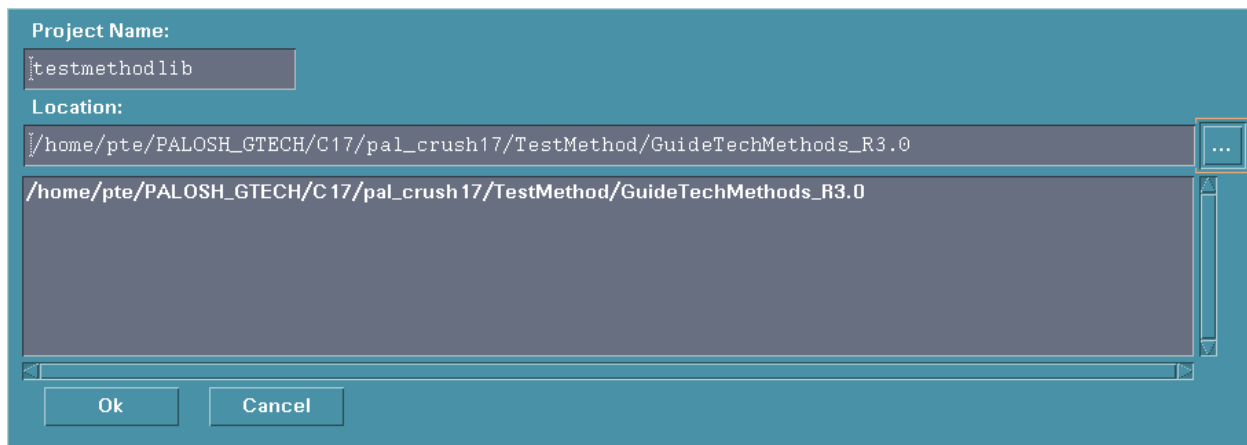 Project Name:
testmethodlib
Location:
/home/pte/PALOSH_GTECH/C17/pal_crush17/TestMethod/GuideTechMethods_R3.0
...
/home/pte/PALOSH_GTECH/C17/pal_crush17/TestMethod/GuideTechMethods_R3.0
Ok Cancel